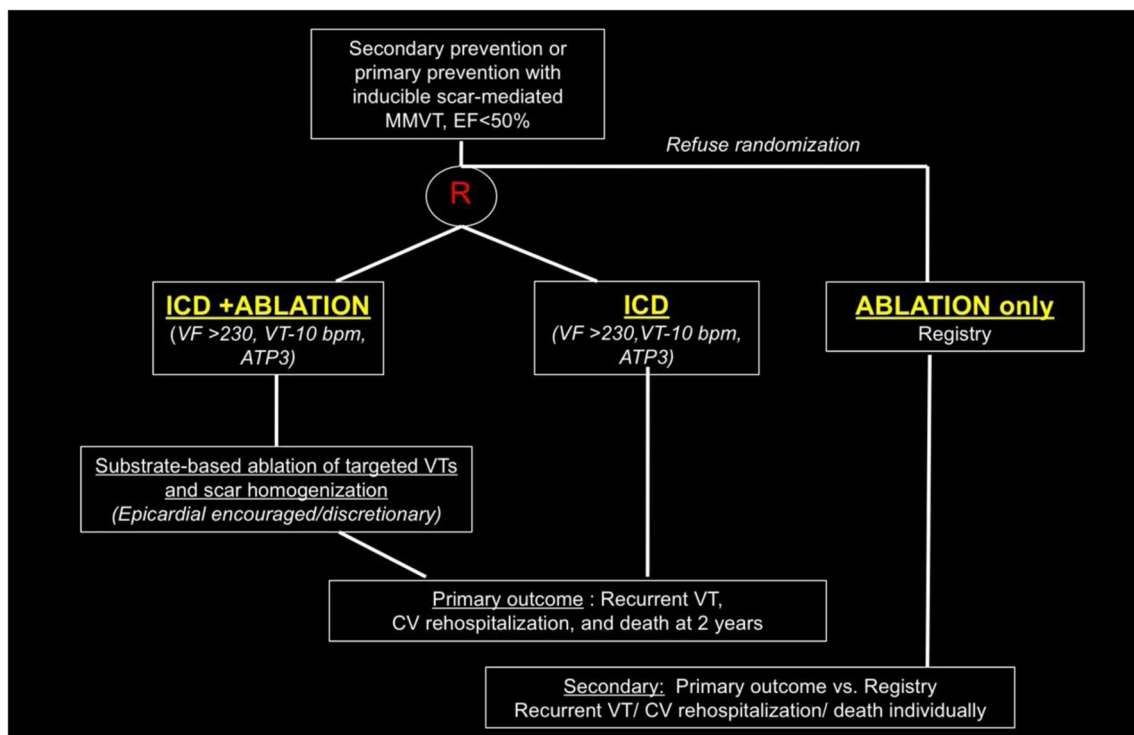 Secondary prevention or
primary prevention with
inducible scar-mediated
MMVT, EF<50%
Refuse randomization
R
ICD +ABLATION
(VF >230, VT-10 bpm,
ATP3)
ICD
(VF >230,VT-10 bpm,
ATP3)
ABLATION only
Registry
Substrate-based ablation of targeted VTs
and scar homogenization
(Epicardial encouraged/discretionary)
Primary outcome : Recurrent VT,
CV rehospitalization, and death at 2 years
Secondary: Primary outcome vs. Registry
Recurrent VT/ CV rehospitalization/ death individually